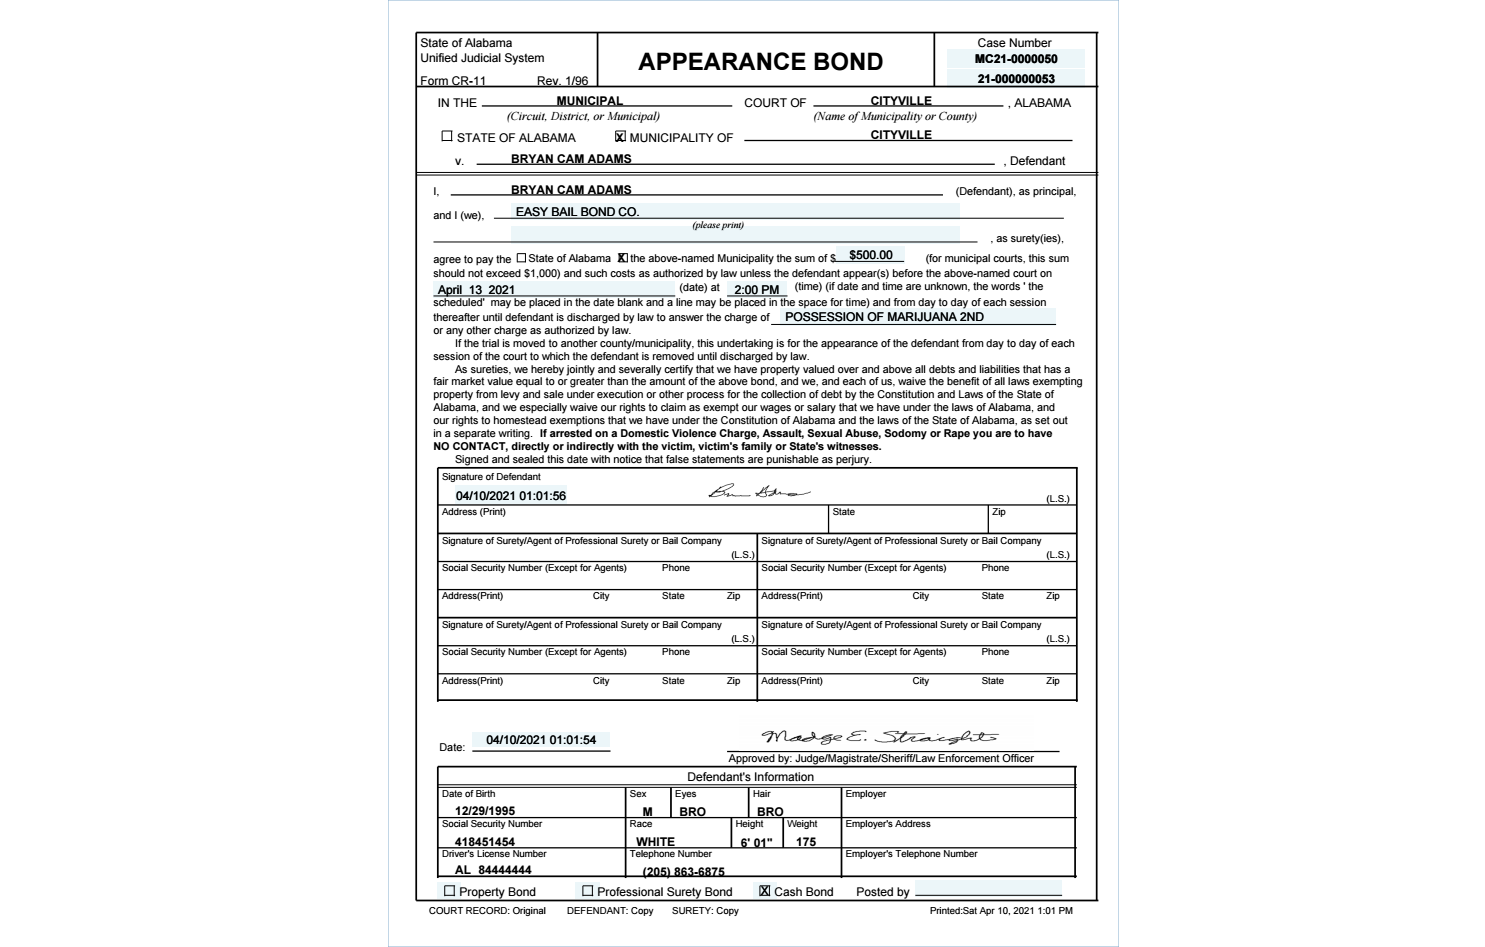 State of Alabama
Unified Judicial System
Form CR-11 Rev. 1/96
APPEARANCE BOND
Case Number
MC21-0000050
21-000000053
IN THE MUNICIPAL COURT OF CITYVILLE , ALABAMA
(Circuit, District, or Municipal) (Name of Municipality or County)
☐ STATE OF ALABAMA ☒ MUNICIPALITY OF CITYVILLE
v. BRYAN CAM ADAMS , Defendant
I, BRYAN CAM ADAMS (Defendant), as principal,
and I (we), EASY BAIL BOND CO.
(please print)
, as surety(ies),
agree to pay the ☐ State of Alabama ☒ the above-named Municipality the sum of $ $500.00 (for municipal courts, this sum
should not exceed $1,000) and such costs as authorized by law unless the defendant appear(s) before the above-named court on
April 13 2021 (date) at 2:00 PM (time) (if date and time are unknown, the words ' the
scheduled' may be placed in the date blank and a line may be placed in the space for time) and from day to day of each session
thereafter until defendant is discharged by law to answer the charge of POSSESSION OF MARIJUANA 2ND
or any other charge as authorized by law.
If the trial is moved to another county/municipality, this undertaking is for the appearance of the defendant from day to day of each
session of the court to which the defendant is removed until discharged by law.
As sureties, we hereby jointly and severally certify that we have property valued over and above all debts and liabilities that has a
fair market value equal to or greater than the amount of the above bond, and we, and each of us, waive the benefit of all laws exempting
property from levy and sale under execution or other process for the collection of debt by the Constitution and Laws of the State of
Alabama, and we especially waive our rights to claim as exempt our wages or salary that we have under the laws of Alabama, and
our rights to homestead exemptions that we have under the Constitution of Alabama and the laws of the State of Alabama, as set out
in a separate writing. If arrested on a Domestic Violence Charge, Assault, Sexual Abuse, Sodomy or Rape you are to have
NO CONTACT, directly or indirectly with the victim, victim's family or State's witnesses.
Signed and sealed this date with notice that false statements are punishable as perjury.
Signature of Defendant
04/10/2021 01:01:56 (L.S.)
Address (Print) State Zip
Signature of Surety/Agent of Professional Surety or Bail Company Signature of Surety/Agent of Professional Surety or Bail Company
(L.S.) (L.S.)
Social Security Number (Except for Agents) Phone Social Security Number (Except for Agents) Phone
Address(Print) City State Zip Address(Print) City State Zip
Signature of Surety/Agent of Professional Surety or Bail Company Signature of Surety/Agent of Professional Surety or Bail Company
(L.S.) (L.S.)
Social Security Number (Except for Agents) Phone Social Security Number (Except for Agents) Phone
Address(Print) City State Zip Address(Print) City State Zip
Date: 04/10/2021 01:01:54 Madge E. Straight
Approved by: Judge/Magistrate/Sheriff/Law Enforcement Officer
Defendant's Information
Date of Birth Sex Eyes Hair Employer
12/29/1995 M BRO BRO
Social Security Number Race Height Weight Employer's Address
418451454 WHITE 6' 01" 175
Driver's License Number Telephone Number Employer's Telephone Number
AL 84444444 (205) 863-6875
☐ Property Bond ☐ Professional Surety Bond ☒ Cash Bond Posted by
COURT RECORD: Original DEFENDANT: Copy SURETY: Copy Printed:Sat Apr 10, 2021 1:01 PM